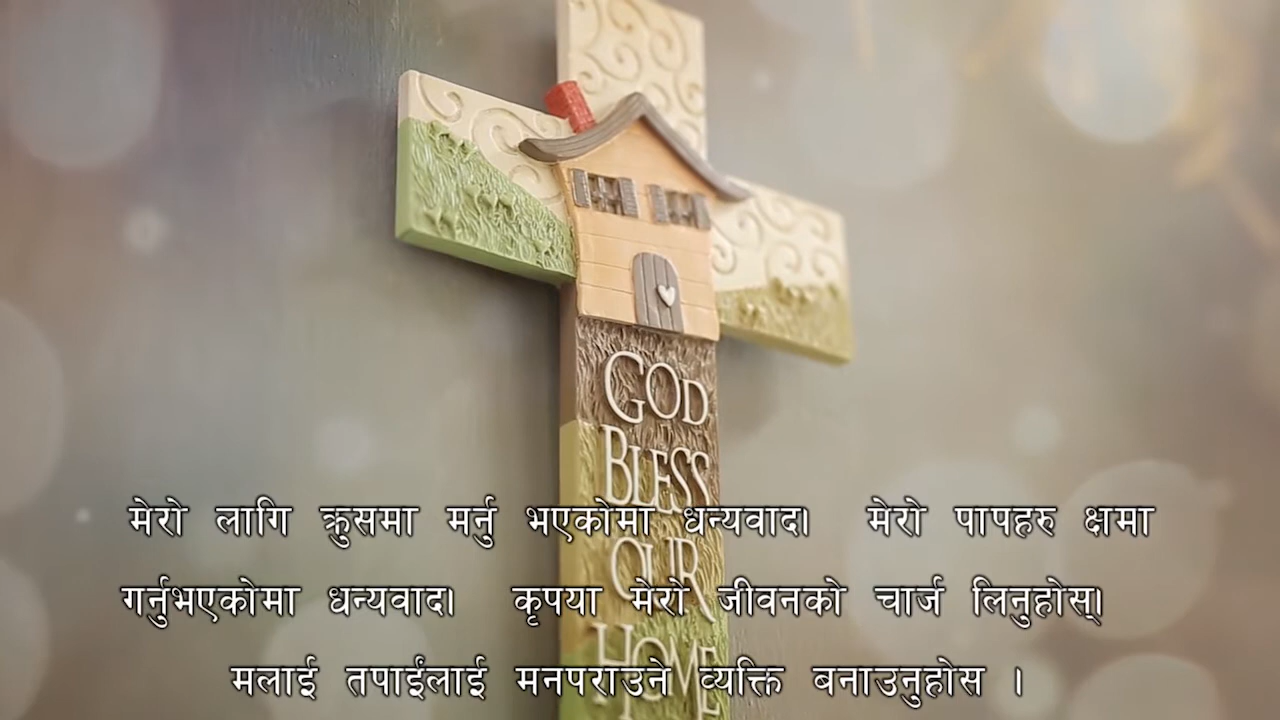 GOD
BLESS
OUR
HOME
मेरो लागि क्रुसमा मर्नु भएकोमा धन्यवाद। मेरो पापहरु क्षमा
गर्नुभएकोमा धन्यवाद। कृपया मेरो जीवनको चार्ज लिनुहोस्।
मलाई तपाईंलाई मनपराउने व्यक्ति बनाउनुहोस ।